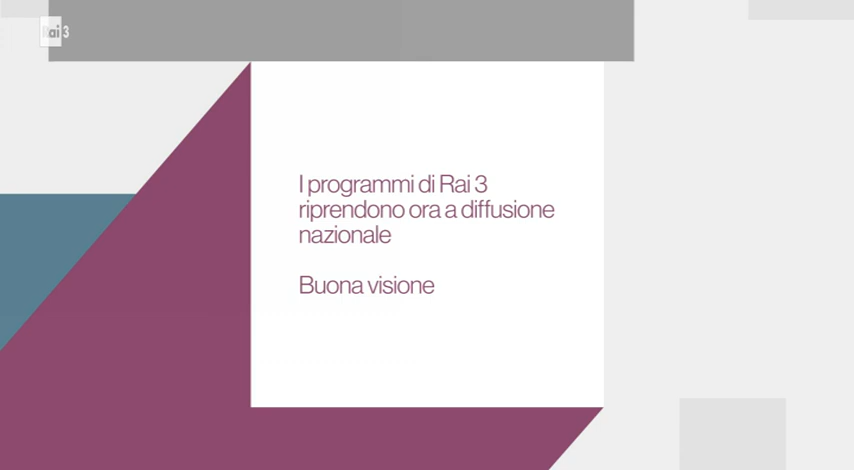 Rai 3
I programmi di Rai 3
riprendono ora a diffusione
nazionale
Buona visione